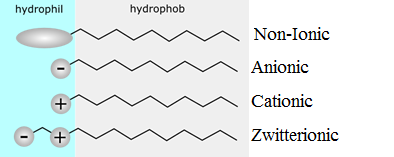 hydrophil hydrophob
Non-Ionic
- Anionic
+ Cationic
- + Zwitterionic